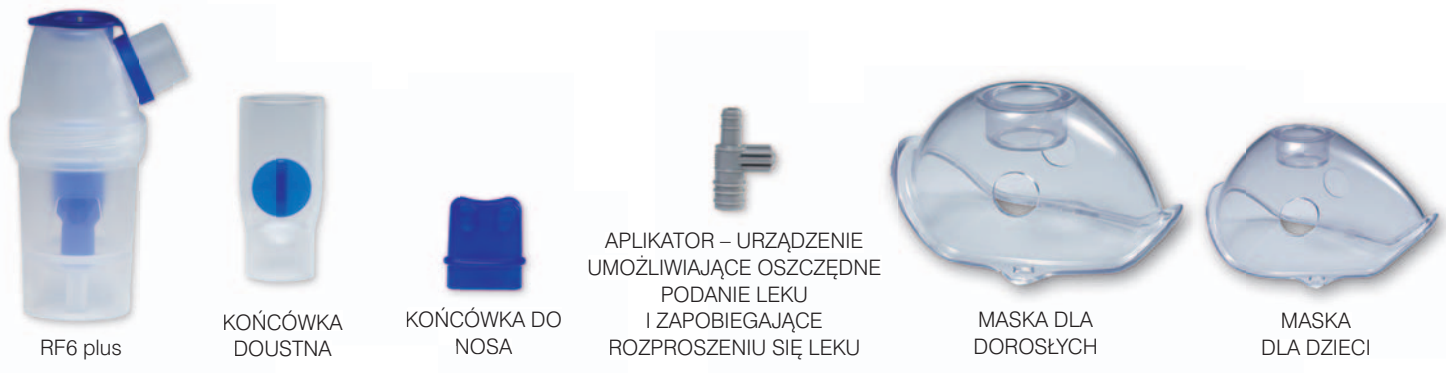 RF6 plus
KOŃCÓWKA
DOUSTNA
KOŃCÓWKA DO
NOSA
APLIKATOR – URZĄDZENIE
UMOŻLIWIAJĄCE OSZCZĘDNE
PODANIE LEKU
I ZAPOBIEGAJĄCE
ROZPROSZENIU SIĘ LEKU
MASKA DLA
DOROSŁYCH
MASKA
DLA DZIECI